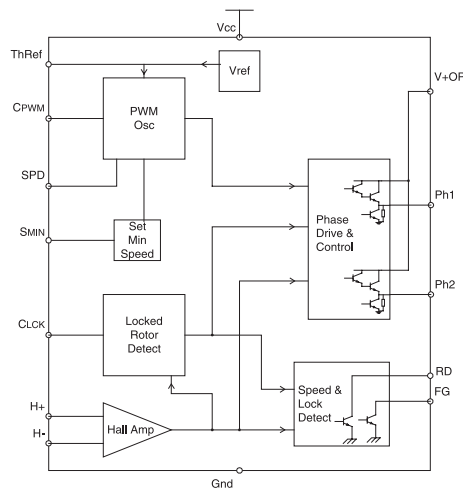 Vcc
ThRef
Vref
V+OP
CPWM
PWM
Osc
SPD
Ph1
SMIN
Set
Min
Speed
Phase
Drive &
Control
Ph2
CLCK
Locked
Rotor
Detect
RD
Speed &
Lock
Detect
FG
H+
Hall Amp
H-
Gnd